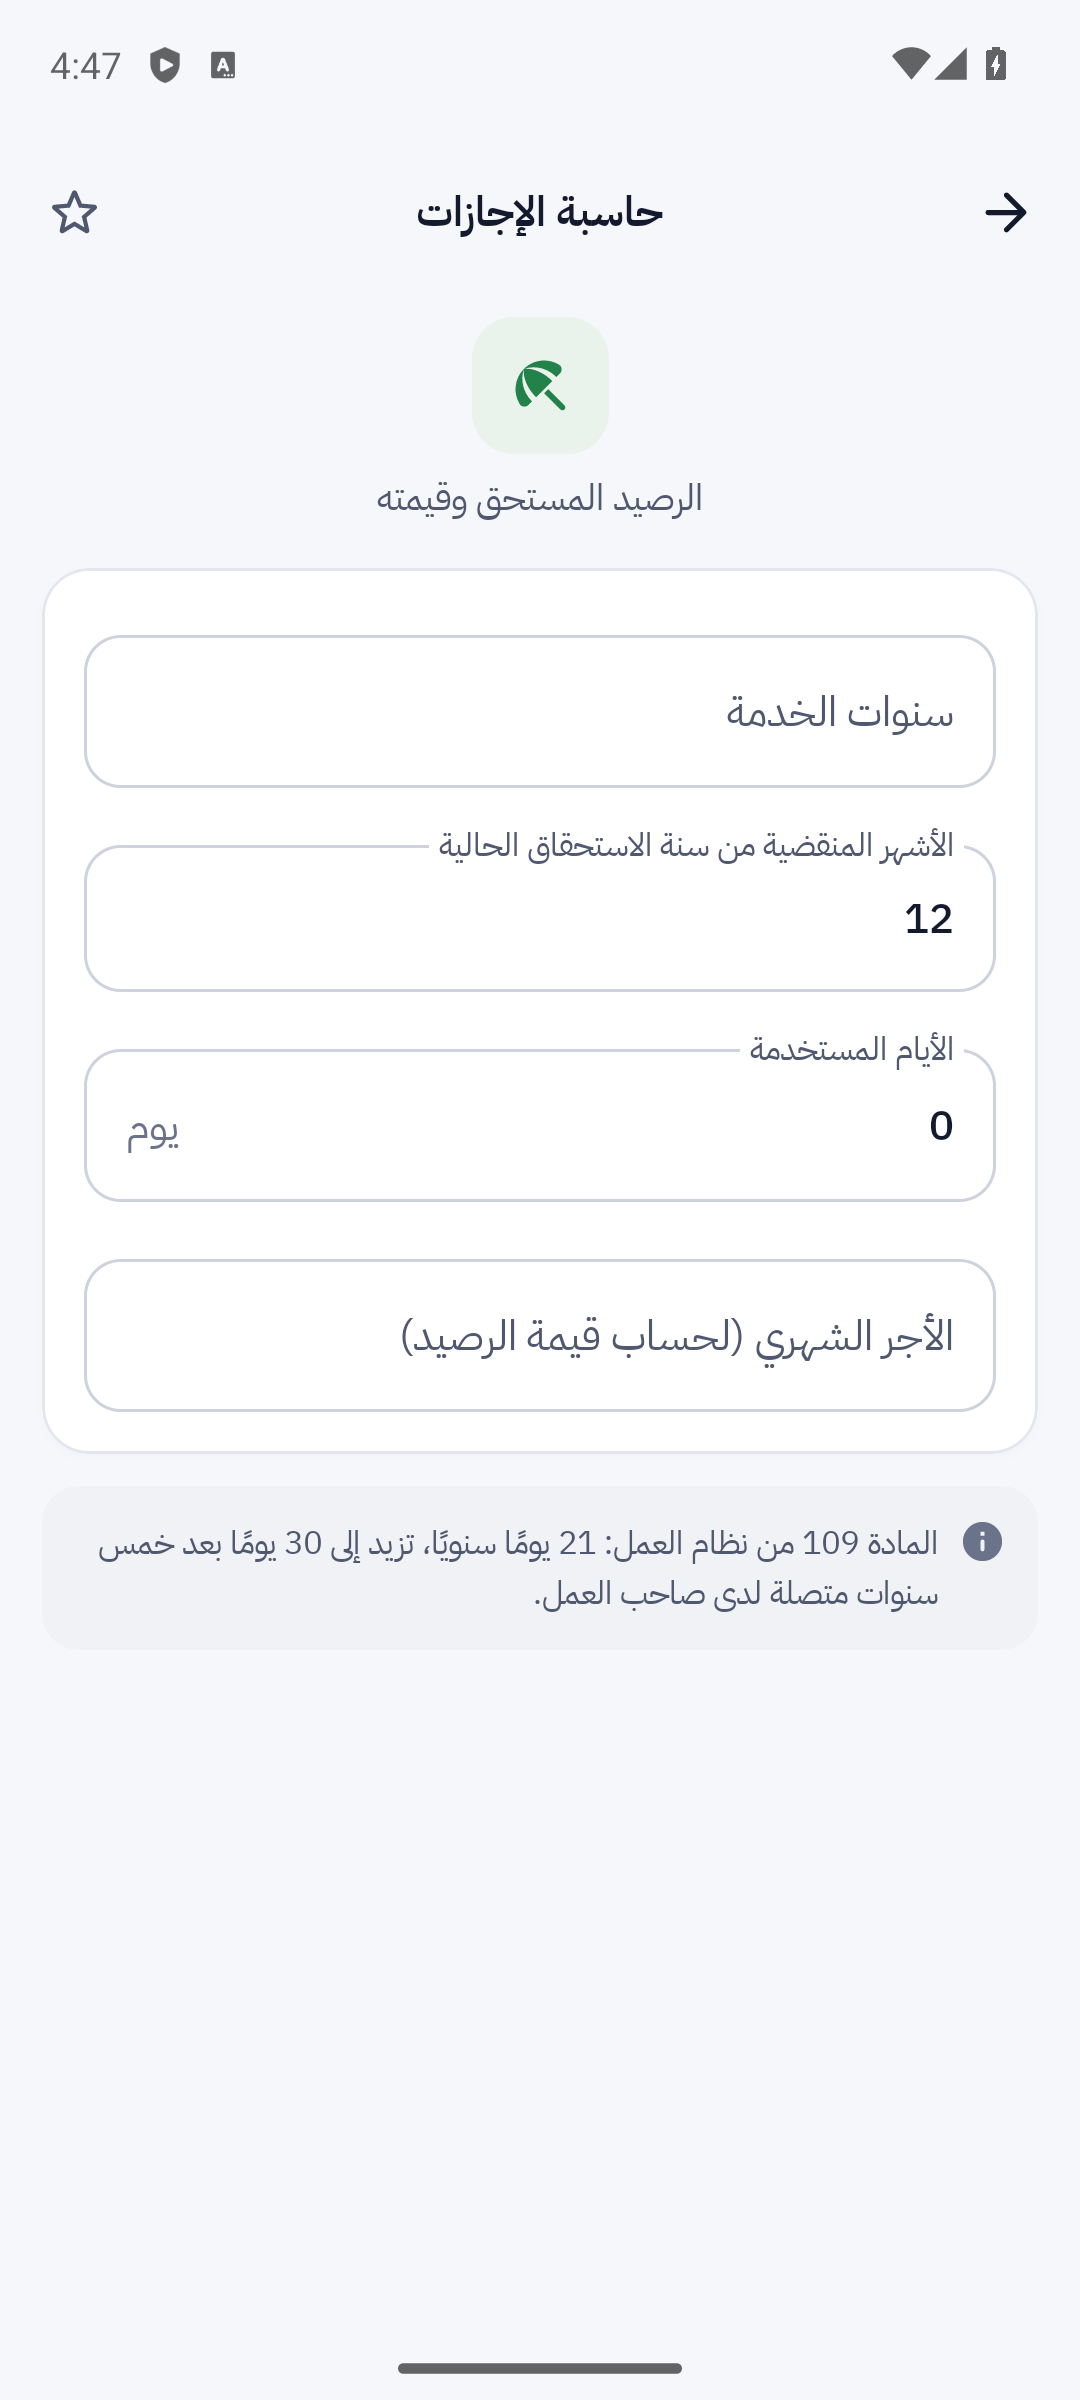 4:47
حاسبة الإجازات
الرصيد المستحق وقيمته
سنوات الخدمة
الأشهر المنقضية من سنة الاستحقاق الحالية
12
الأيام المستخدمة
0
يوم
الأجر الشهري (لحساب قيمة الرصيد)
المادة 109 من نظام العمل: 21 يومًا سنويًا، تزيد إلى 30 يومًا بعد خمس
سنوات متصلة لدى صاحب العمل.